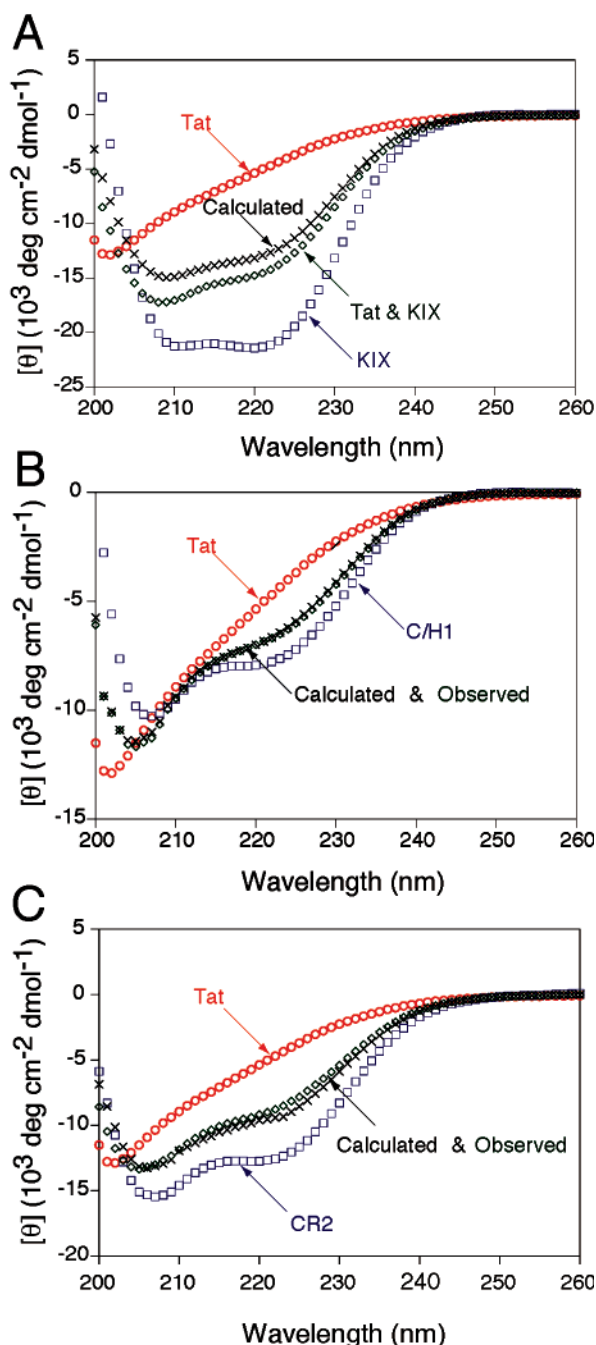 A
5
0
-5
-10
-15
-20
-25
[θ] (10³ deg cm⁻² dmol⁻¹)
Tat
Calculated
Tat & KIX
KIX
200 210 220 230 240 250 260
Wavelength (nm)
B
0
-5
-10
-15
[θ] (10³ deg cm⁻² dmol⁻¹)
Tat
C/H1
Calculated & Observed
200 210 220 230 240 250 260
Wavelength (nm)
C
5
0
-5
-10
-15
-20
[θ] (10³ deg cm⁻² dmol⁻¹)
Tat
Calculated & Observed
CR2
200 210 220 230 240 250 260
Wavelength (nm)